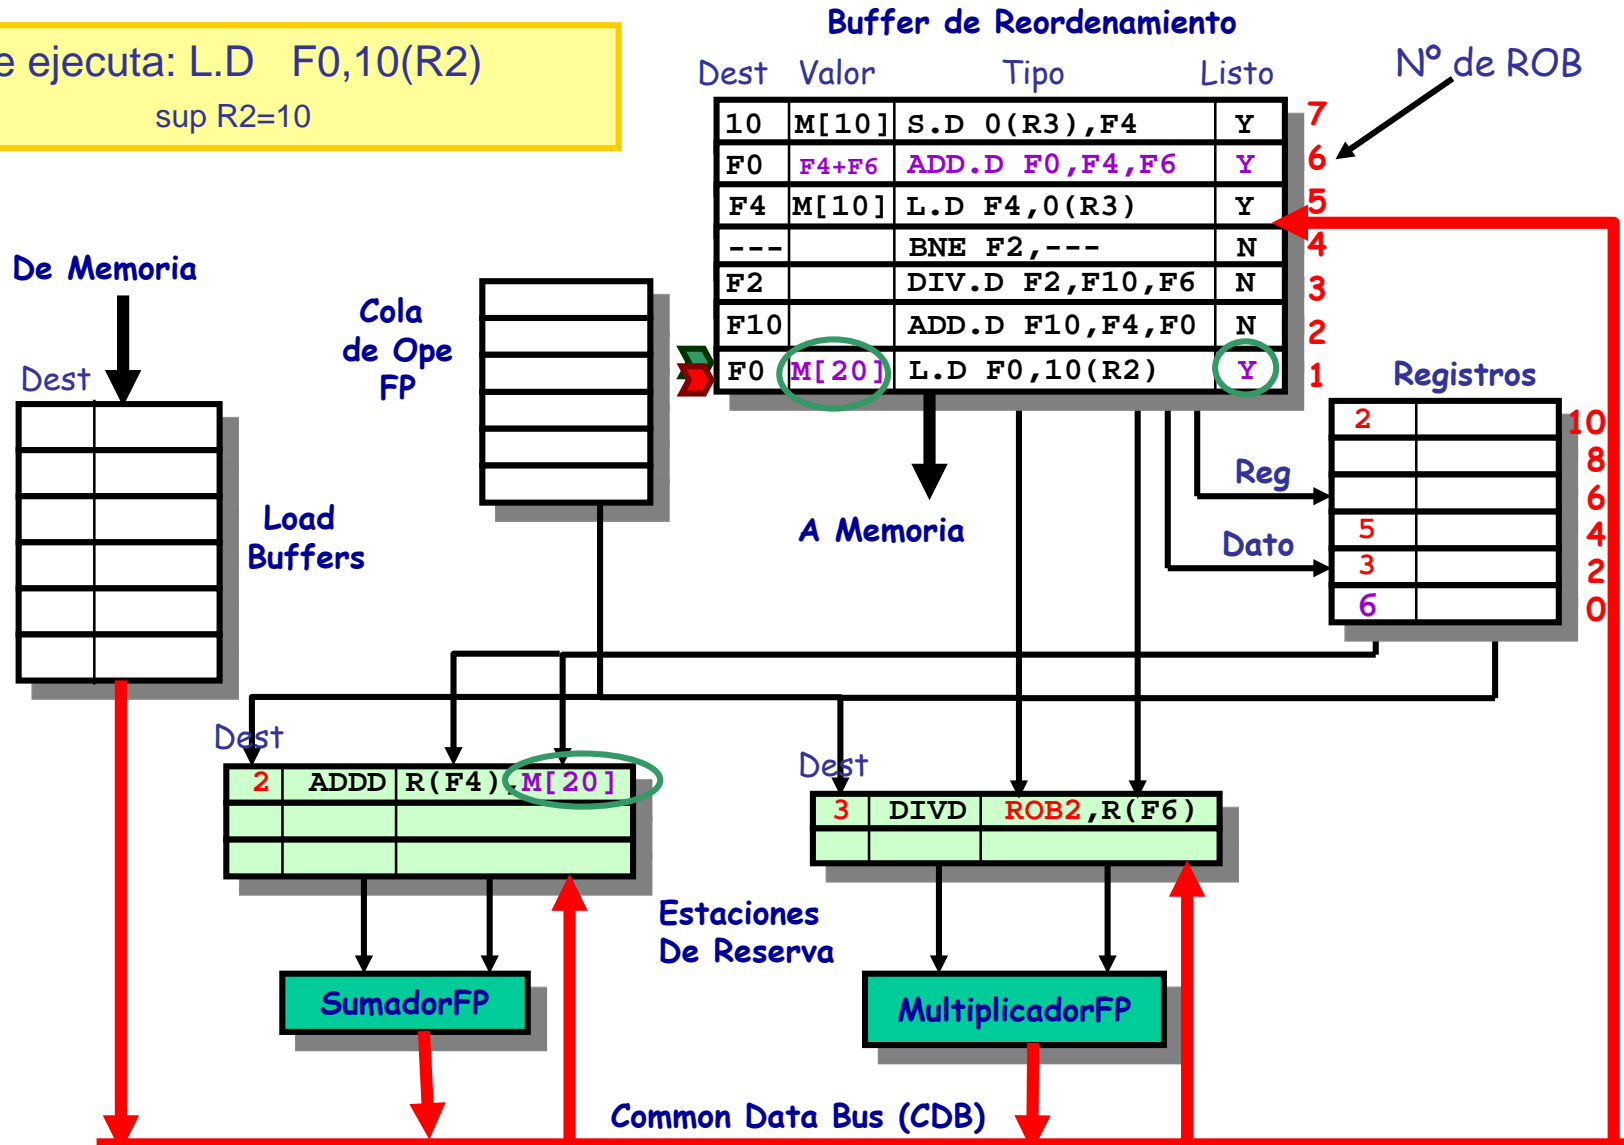 e ejecuta: L.D F0,10(R2)
sup R2=10
Buffer de Reordenamiento
Dest Valor Tipo Listo
Nº de ROB
10 M[10] S.D 0(R3),F4 Y 7
F0 F4+F6 ADD.D F0,F4,F6 Y 6
F4 M[10] L.D F4,0(R3) Y 5
--- BNE F2,--- N 4
F2 DIV.D F2,F10,F6 N 3
F10 ADD.D F10,F4,F0 N 2
F0 M[20] L.D F0,10(R2) Y 1
De Memoria
Dest
Cola
de Ope
FP
Load
Buffers
A Memoria
Registros
2 10
8
6
5 4
3 2
6 0
Reg
Dato
Dest
2 ADDD R(F4),M[20]
Dest
3 DIVD ROB2,R(F6)
Estaciones
De Reserva
SumadorFP
MultiplicadorFP
Common Data Bus (CDB)